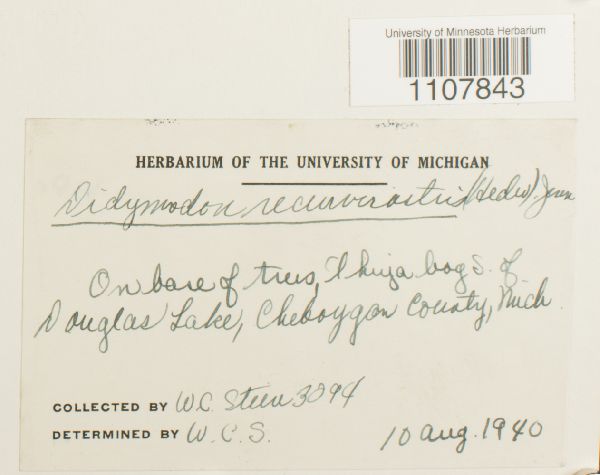 University of Minnesota Herbarium
1107843
HERBARIUM OF THE UNIVERSITY OF MICHIGAN
Didymodon recurvirostris (Hedw.) Jenn
On base of trees, Thuja bog S. of
Douglas Lake, Cheboygan County, Mich.
COLLECTED BY W.C. Steere 3094
DETERMINED BY W.C.S.
10 Aug. 1940